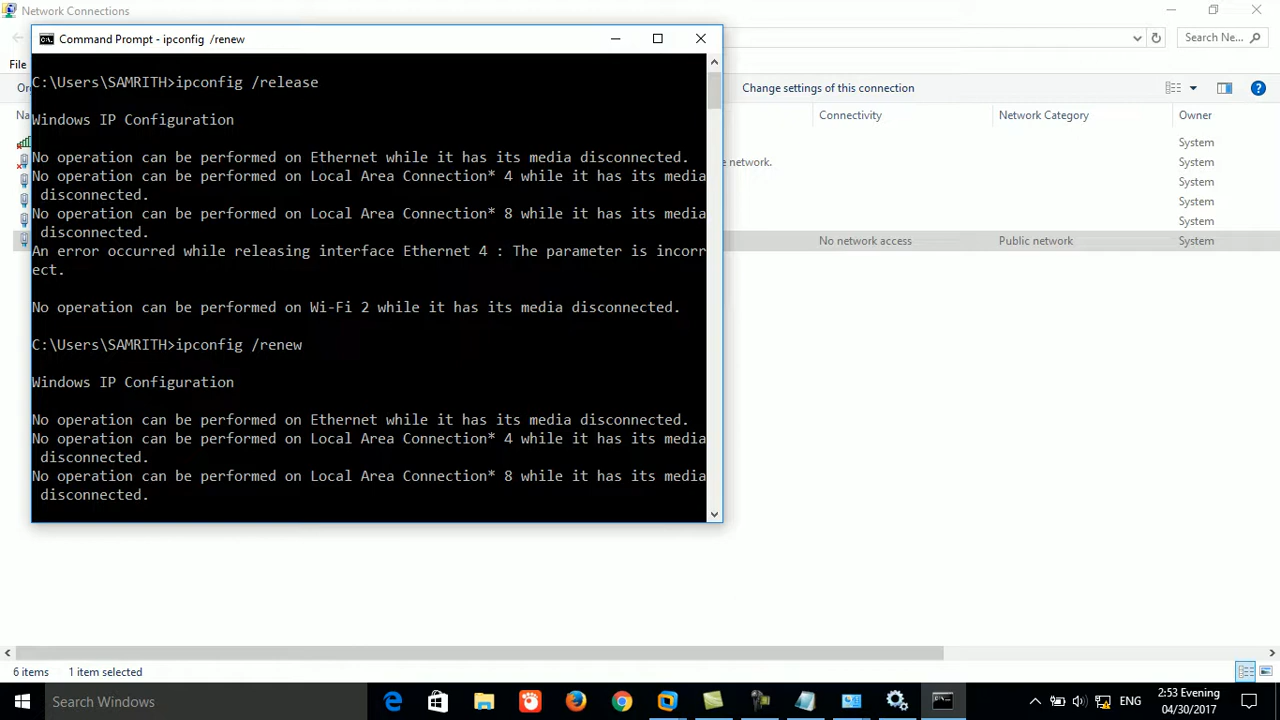 Network Connections
Command Prompt - ipconfig /renew
Search Ne...
File
Or
Change settings of this connection
Na
Connectivity
Network Category
Owner
C:\Users\SAMRITH>ipconfig /release
Windows IP Configuration
No operation can be performed on Ethernet while it has its media disconnected.
No operation can be performed on Local Area Connection* 4 while it has its media
disconnected.
No operation can be performed on Local Area Connection* 8 while it has its media
disconnected.
An error occurred while releasing interface Ethernet 4 : The parameter is incorr
ect.
No operation can be performed on Wi-Fi 2 while it has its media disconnected.
C:\Users\SAMRITH>ipconfig /renew
Windows IP Configuration
No operation can be performed on Ethernet while it has its media disconnected.
No operation can be performed on Local Area Connection* 4 while it has its media
disconnected.
No operation can be performed on Local Area Connection* 8 while it has its media
disconnected.
System
e network.
System
System
System
System
No network access
Public network
System
6 items
1 item selected
Search Windows
ENG
2:53 Evening
04/30/2017